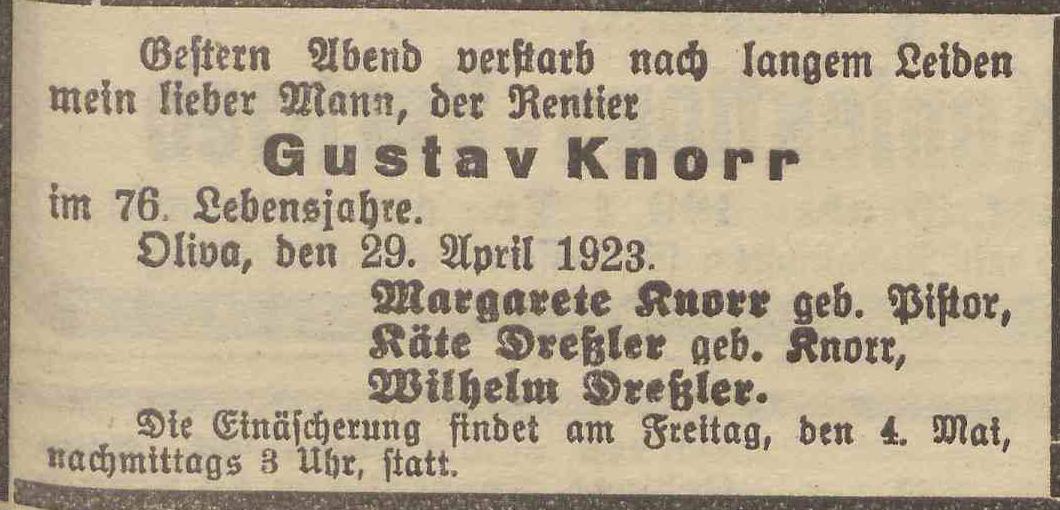 Gestern Abend verstarb nach langem Leiden
mein lieber Mann, der Rentier
Gustav Knorr
im 76. Lebensjahre.
Oliva, den 29. April 1923.
Margarete Knorr geb. Pistor,
Käte Dreßler geb. Knorr,
Wilhelm Dreßler.
Die Einäscherung findet am Freitag, den 4. Mai,
nachmittags 3 Uhr, statt.